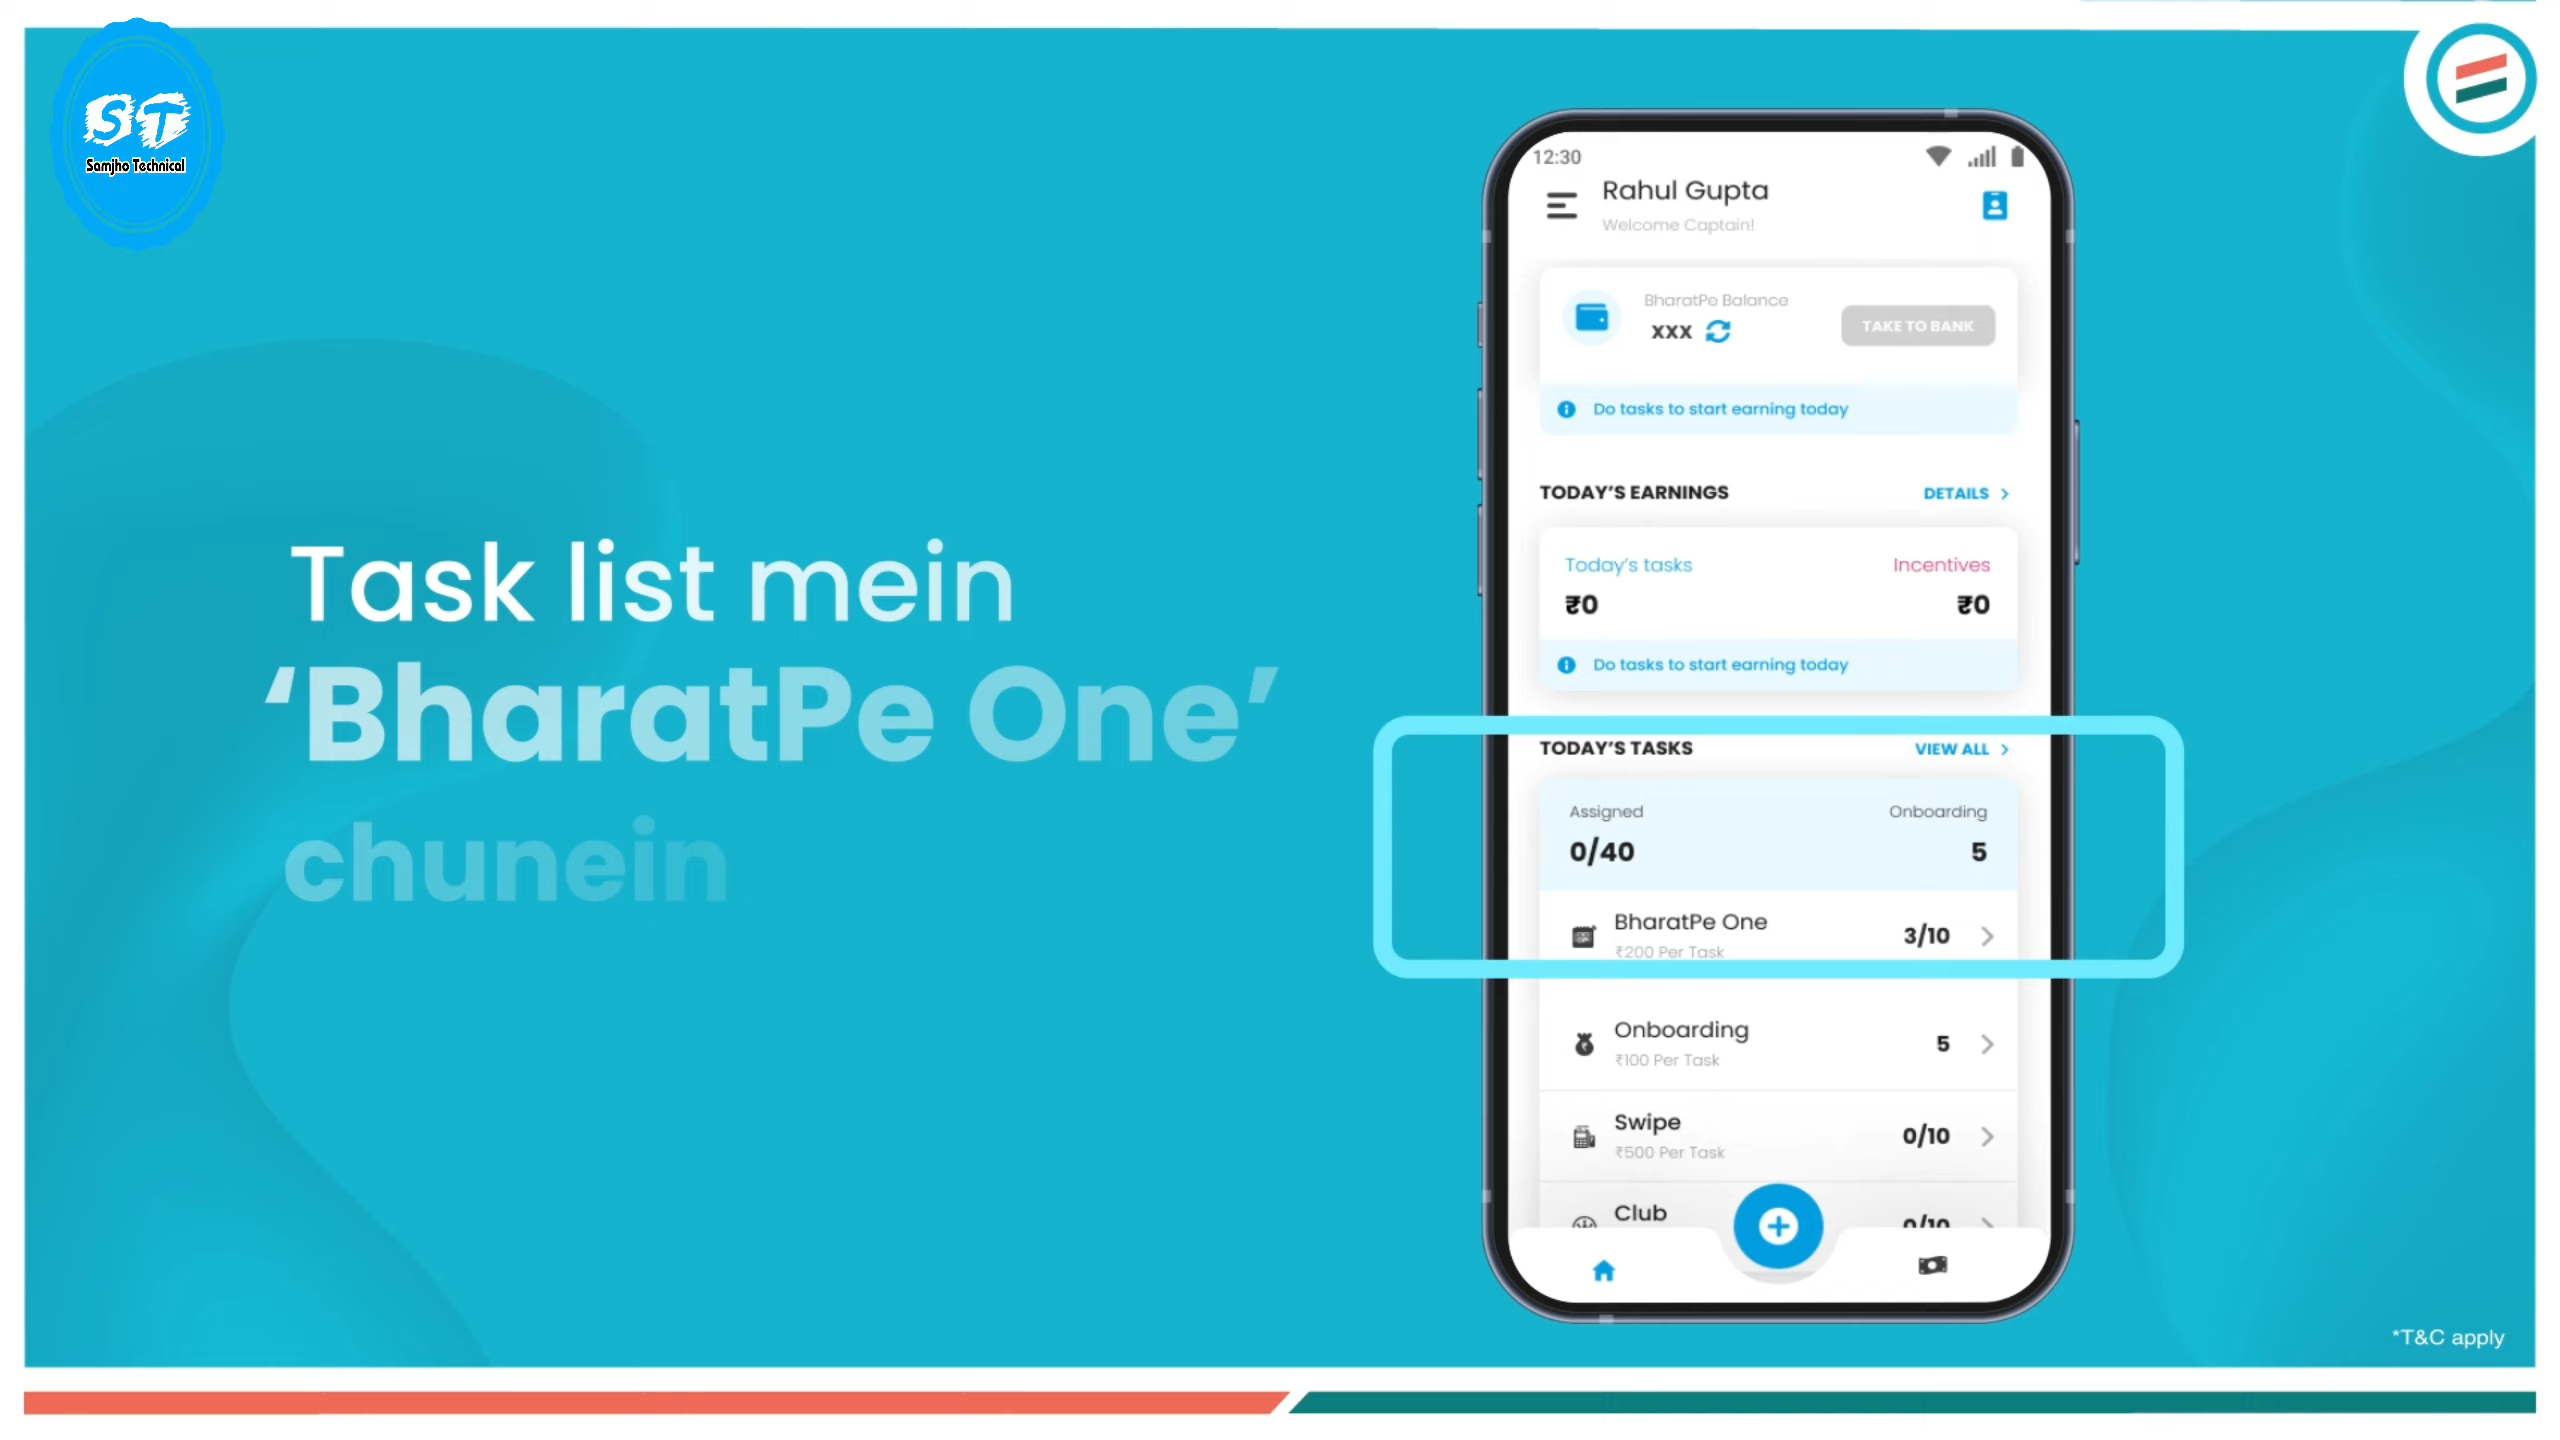 ST
Samjho Technical
Task list mein
‘BharatPe One’
chunein
12:30
Rahul Gupta
Welcome Captain!
BharatPe Balance
XXX
TAKE TO BANK
Do tasks to start earning today
TODAY’S EARNINGS
DETAILS
Today’s tasks
Incentives
₹0
₹0
Do tasks to start earning today
TODAY’S TASKS
VIEW ALL
Assigned
Onboarding
0/40
5
BharatPe One
₹200 Per Task
3/10
Onboarding
₹100 Per Task
5
Swipe
₹500 Per Task
0/10
Club
0/10
*T&C apply